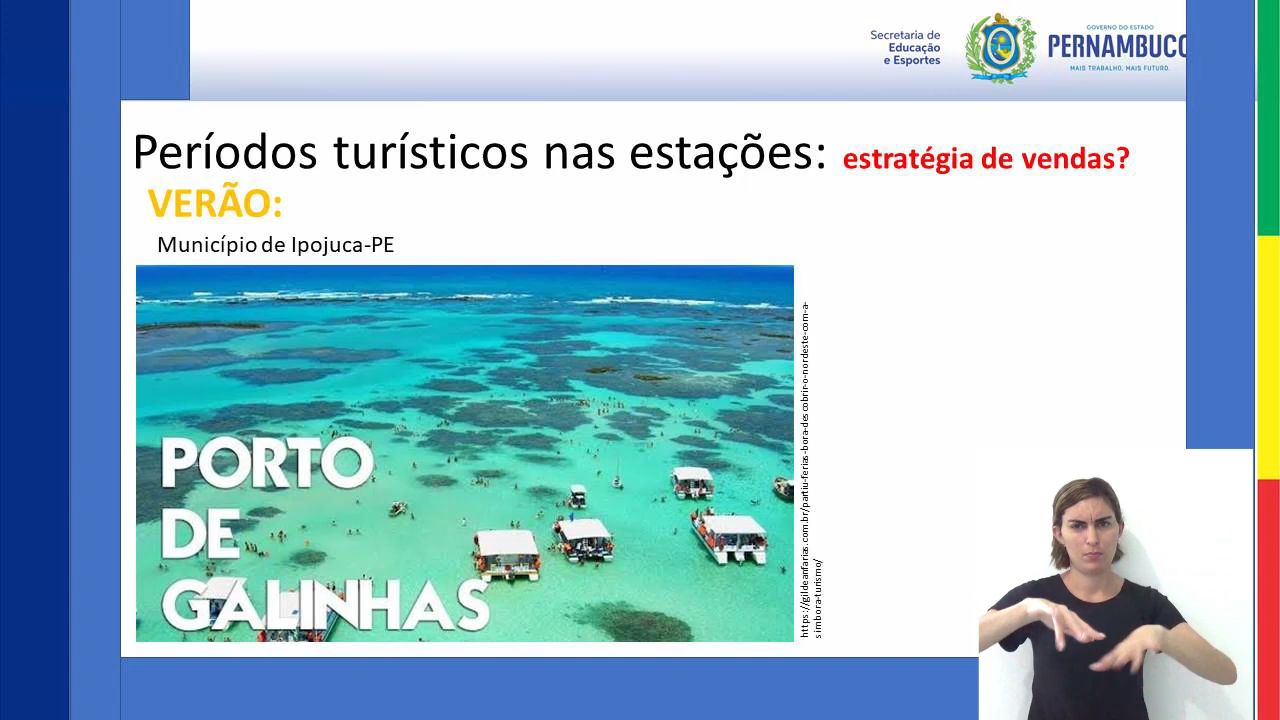 Secretaria de
Educação
e Esportes
GOVERNO DO ESTADO
PERNAMBUCO
MAIS TRABALHO, MAIS FUTURO.
Períodos turísticos nas estações: estratégia de vendas?
VERÃO:
Município de Ipojuca-PE
PORTO
DE
GALINHAS
https://gildeanfarias.com.br/partiu-ferias-bora-descobrir-o-nordeste-com-a-
simbora-turismo/